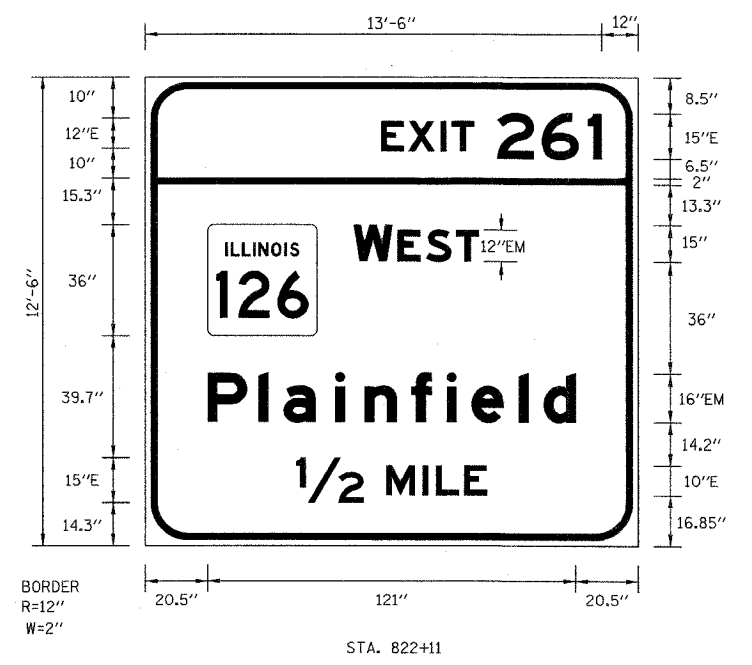 13'-6" 12"
10" 8.5"
EXIT 261
12"E 15"E
10" 6.5"
2"
15.3" 13.3"
WEST 12"EM 15"
ILLINOIS
126
12'-6" 36" 36"
Plainfield
39.7" 16"EM
14.2"
1/2 MILE
15"E 10"E
14.3" 16.85"
BORDER
R=12"
W=2"
20.5" 121" 20.5"
STA. 822+11